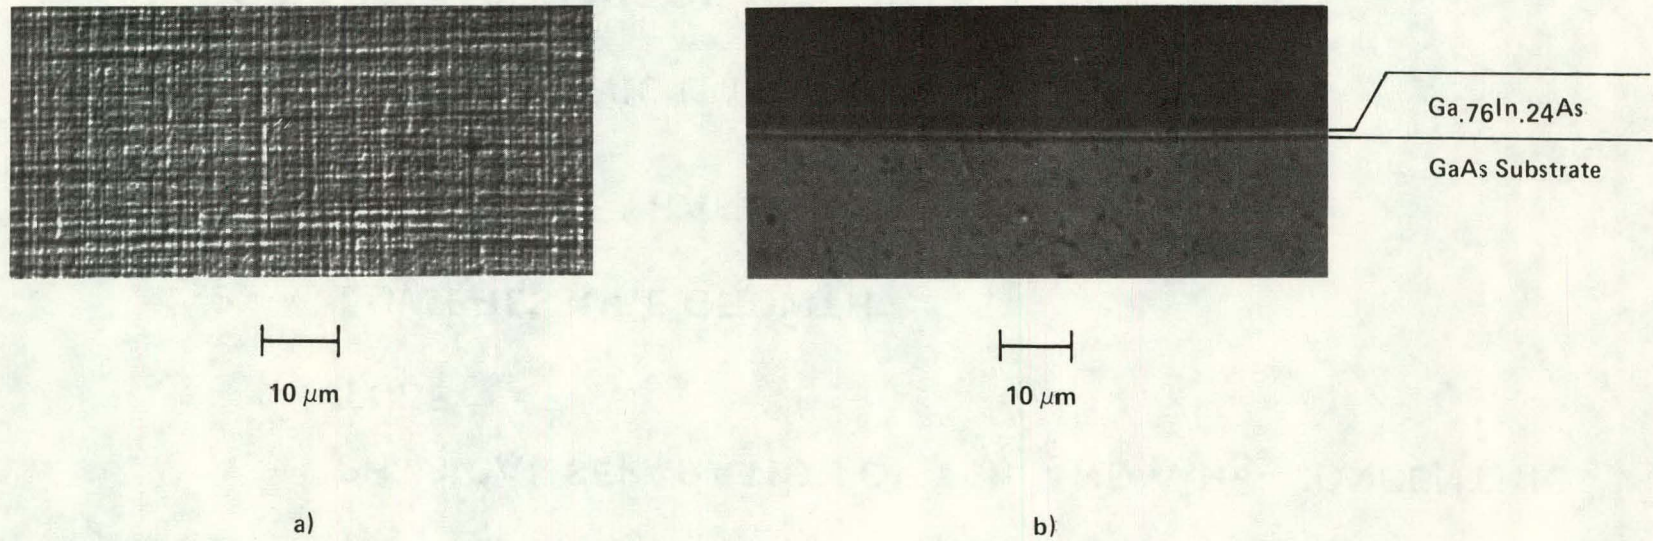 Ga.76In.24As
GaAs Substrate
10 μm
10 μm
a)
b)